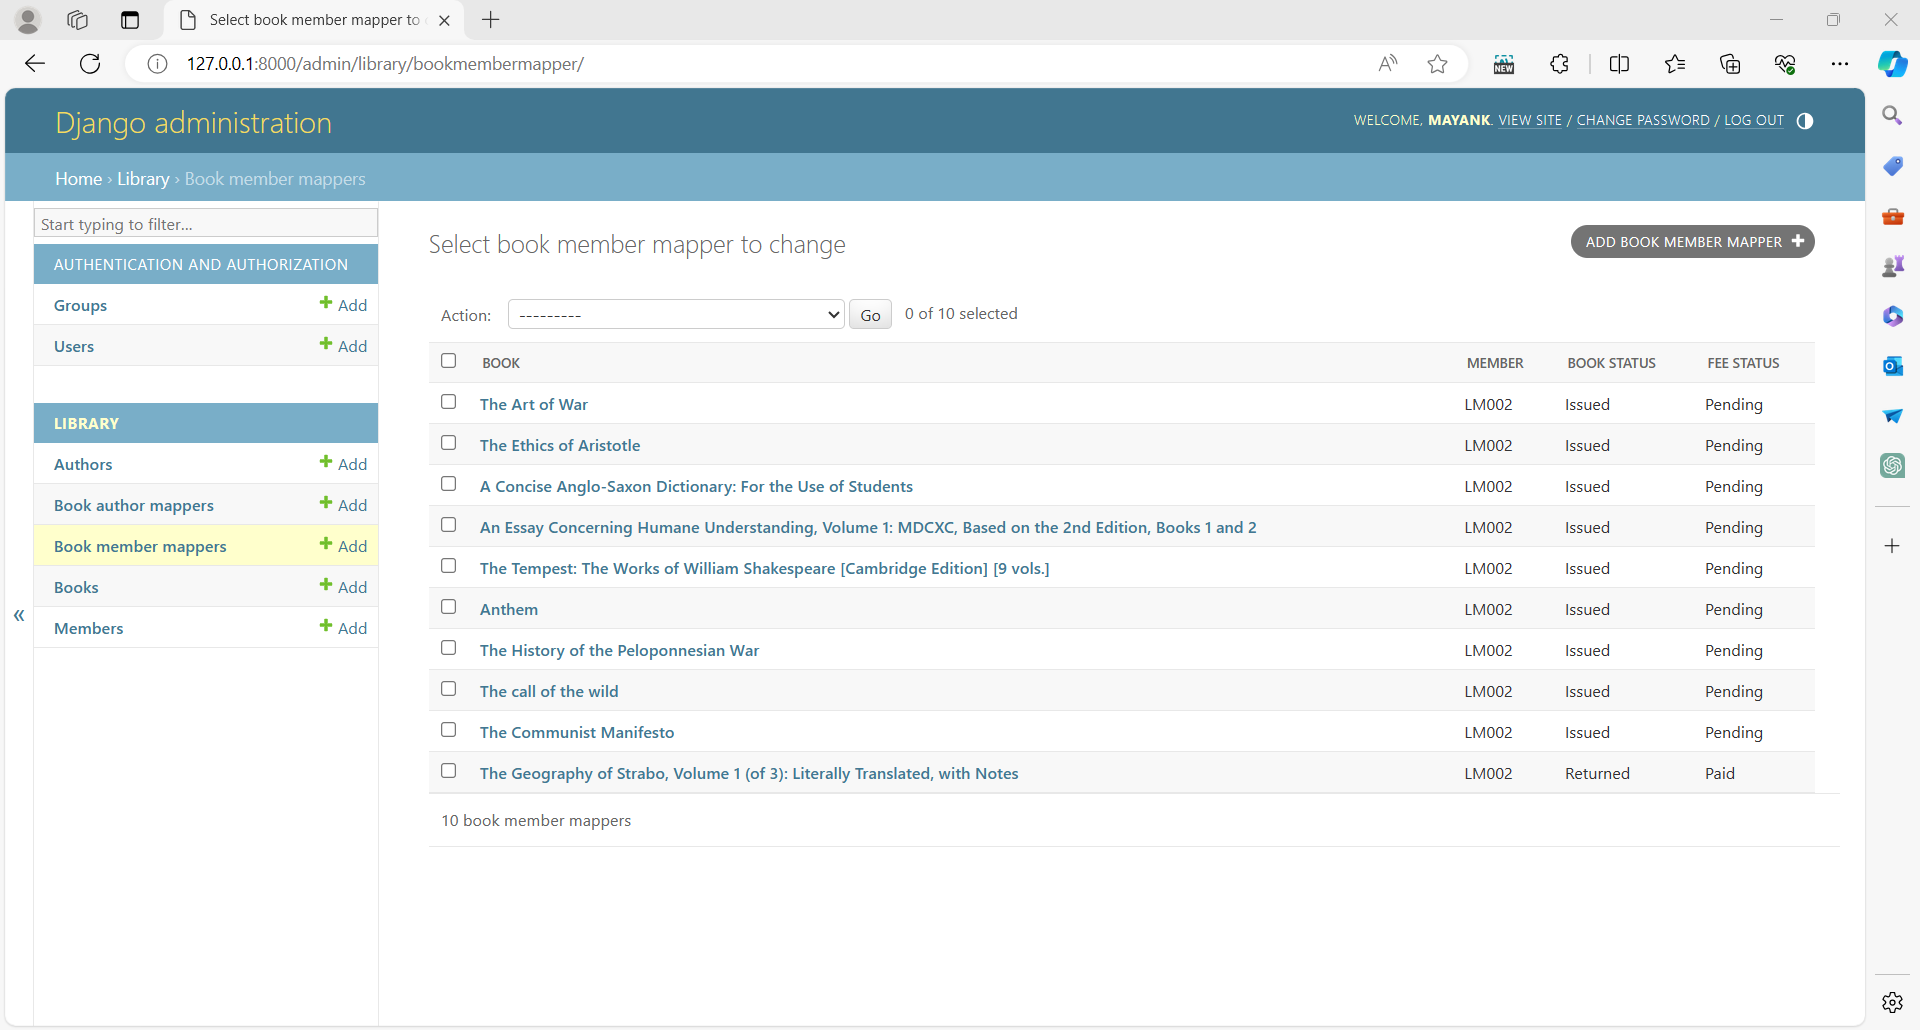 Select book member mapper to
127.0.0.1:8000/admin/library/bookmembermapper/
NEW
Django administration
WELCOME, MAYANK. VIEW SITE / CHANGE PASSWORD / LOG OUT
Home › Library › Book member mappers
Start typing to filter...
AUTHENTICATION AND AUTHORIZATION
Groups Add
Users Add
LIBRARY
Authors Add
Book author mappers Add
Book member mappers Add
Books Add
Members Add
«
Select book member mapper to change
ADD BOOK MEMBER MAPPER +
Action: --------- Go 0 of 10 selected
BOOK MEMBER BOOK STATUS FEE STATUS
The Art of War LM002 Issued Pending
The Ethics of Aristotle LM002 Issued Pending
A Concise Anglo-Saxon Dictionary: For the Use of Students LM002 Issued Pending
An Essay Concerning Humane Understanding, Volume 1: MDCXC, Based on the 2nd Edition, Books 1 and 2 LM002 Issued Pending
The Tempest: The Works of William Shakespeare [Cambridge Edition] [9 vols.] LM002 Issued Pending
Anthem LM002 Issued Pending
The History of the Peloponnesian War LM002 Issued Pending
The call of the wild LM002 Issued Pending
The Communist Manifesto LM002 Issued Pending
The Geography of Strabo, Volume 1 (of 3): Literally Translated, with Notes LM002 Returned Paid
10 book member mappers